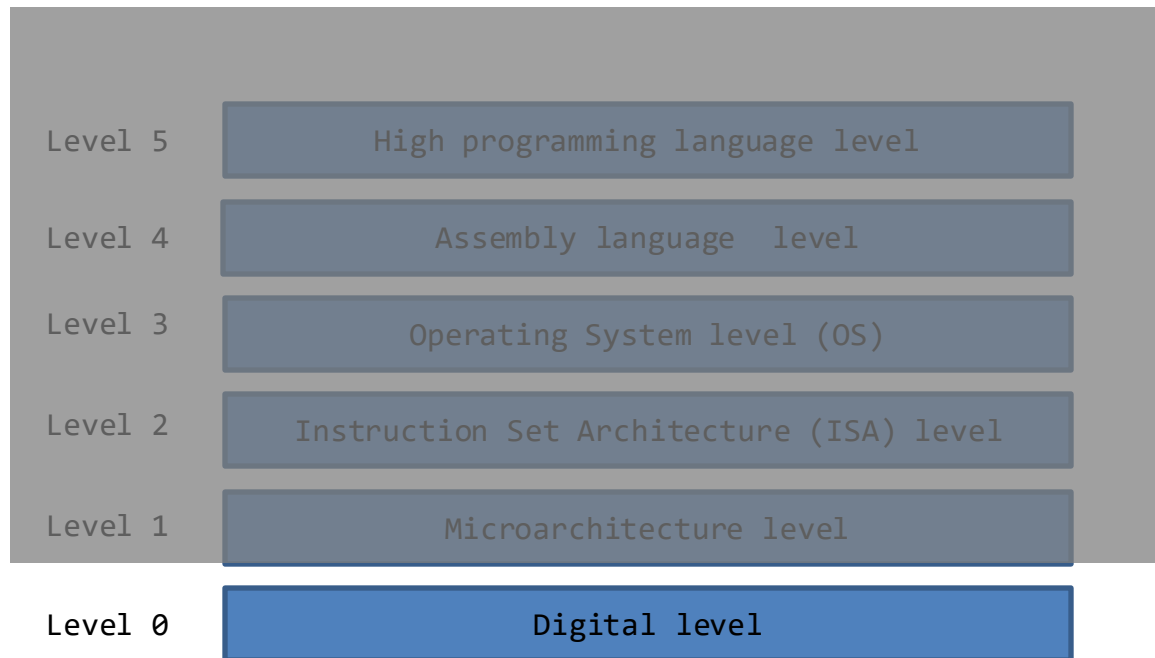 Level 5 High programming language level
Level 4 Assembly language  level
Level 3 Operating System level (OS)
Level 2 Instruction Set Architecture (ISA) level
Level 1 Microarchitecture level
Level 0 Digital level